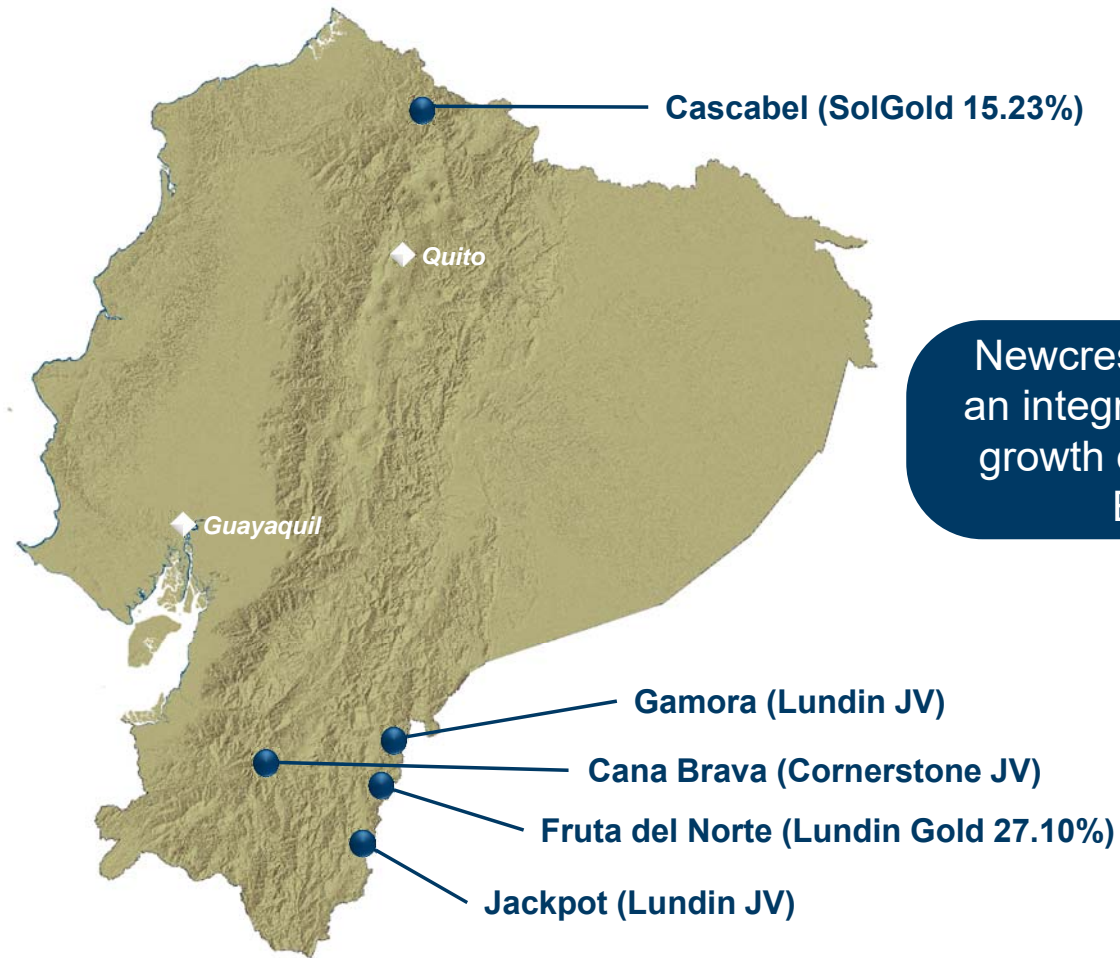 Cascabel (SolGold 15.23%)
Quito
Newcres
an integr
growth
Guayaquil
Gamora (Lundin JV)
Cana Brava (Cornerstone JV)
Fruta del Norte (Lundin Gold 27.10%)
Jackpot (Lundin JV)